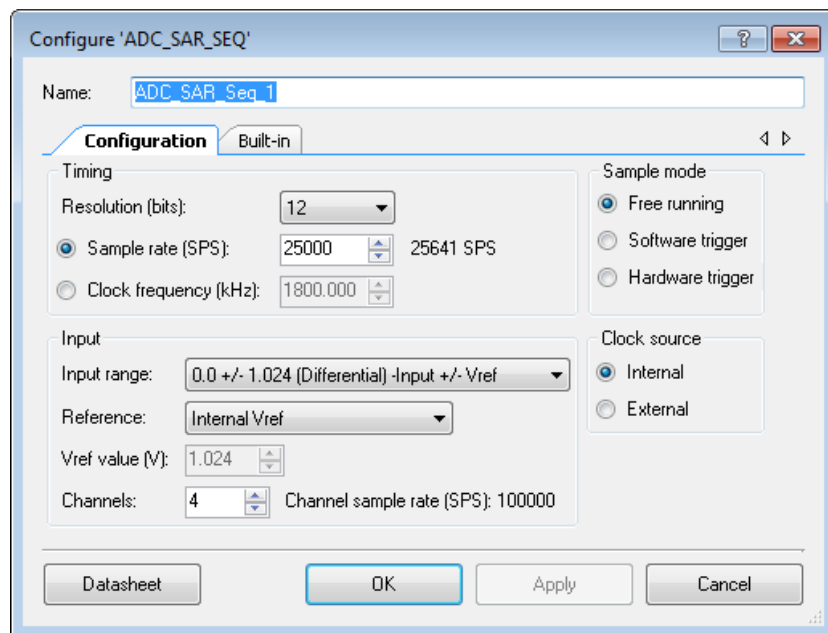 Configure 'ADC_SAR_SEQ'
Name: ADC_SAR_Seq_1
Configuration Built-in
Timing
Resolution (bits): 12
Sample rate (SPS): 25000 25641 SPS
Clock frequency (kHz): 1800.000
Sample mode
Free running
Software trigger
Hardware trigger
Input
Input range: 0.0 +/- 1.024 (Differential) -Input +/- Vref
Reference: Internal Vref
Vref value (V): 1.024
Channels: 4 Channel sample rate (SPS): 100000
Clock source
Internal
External
Datasheet OK Apply Cancel